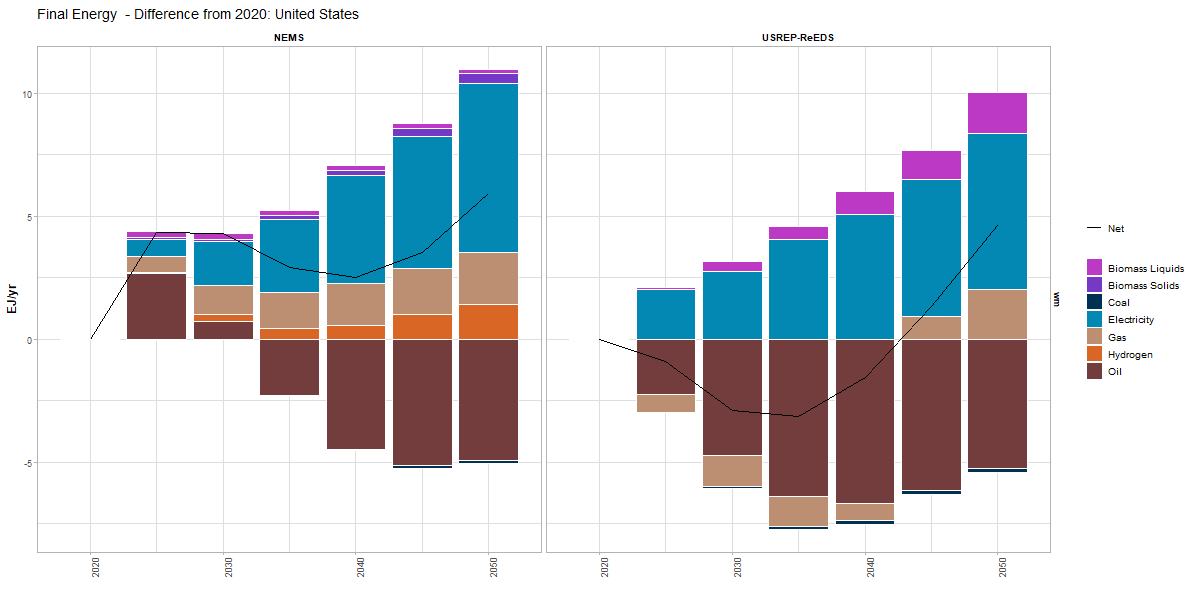 Final Energy  - Difference from 2020: United States
NEMS
USREP-ReEDS
EJ/yr
10
5
0
-5
2020
2030
2040
2050
2020
2030
2040
2050
wm
Net
Biomass Liquids
Biomass Solids
Coal
Electricity
Gas
Hydrogen
Oil